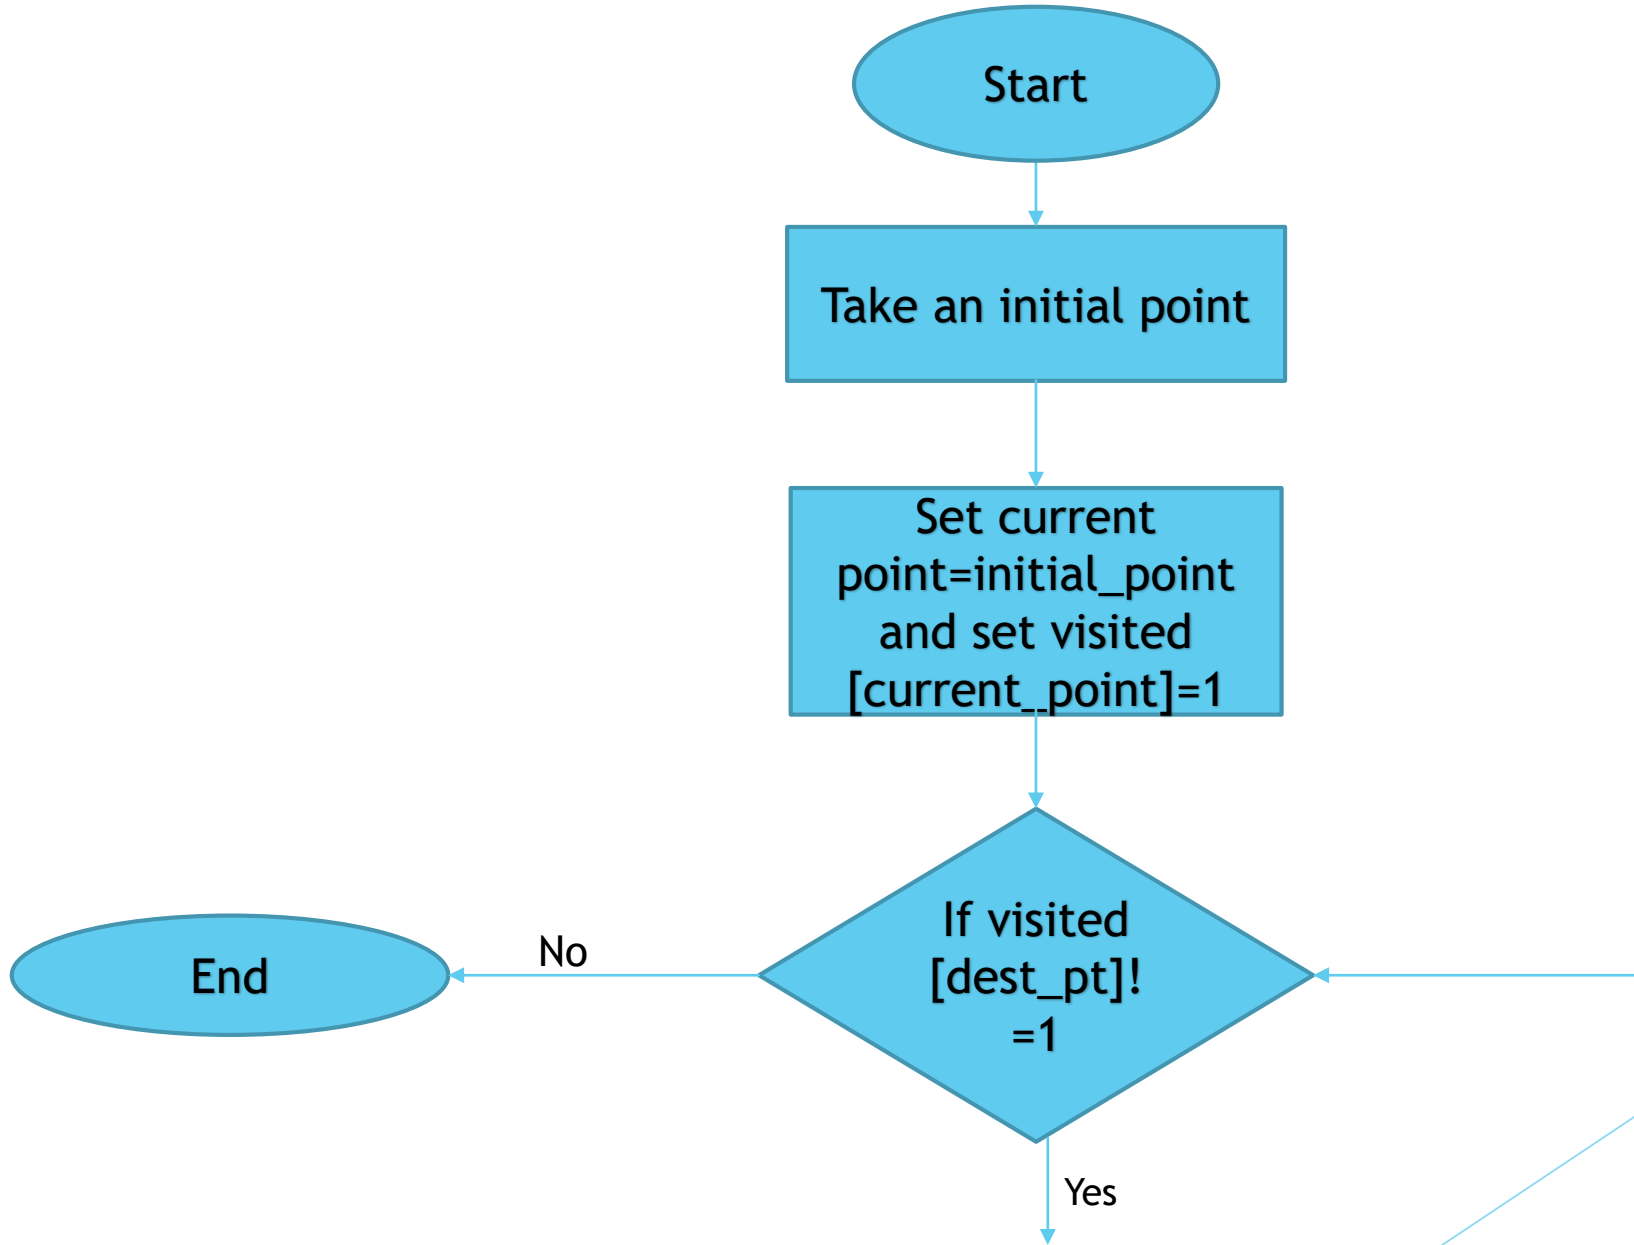 Start
Take an initial point
Set current
point=initial_point
and set visited
[current_point]=1
If visited
[dest_pt]!
=1
No
End
Yes